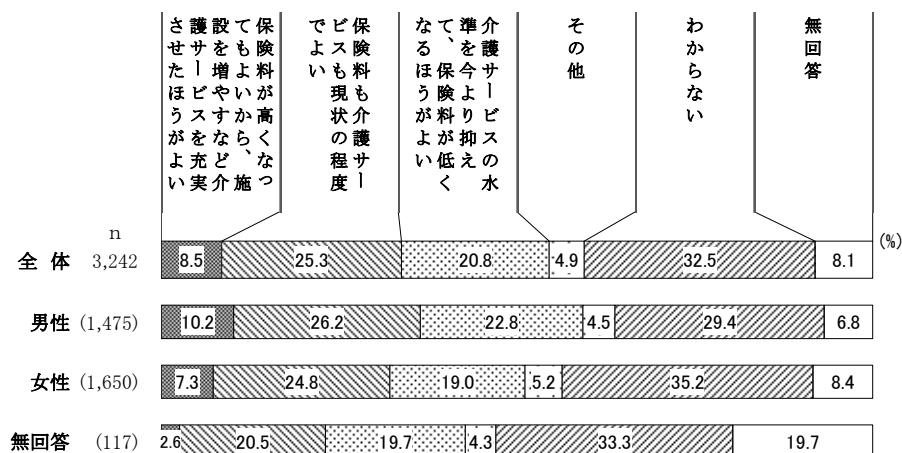 保険料が高くなっ
てもよいから、施
設を増やすなど介
護サービスを充実
させたほうがよい
保険料も介護サー
ビスも現状の程度
でよい
介護サービスの水
準を今より抑え
て、保険料が低く
なるほうがよい
その他
わからない
無回答
(%)
n
全 体 3,242 8.5 25.3 20.8 4.9 32.5 8.1
男性 (1,475) 10.2 26.2 22.8 4.5 29.4 6.8
女性 (1,650) 7.3 24.8 19.0 5.2 35.2 8.4
無回答 (117) 2.6 20.5 19.7 4.3 33.3 19.7